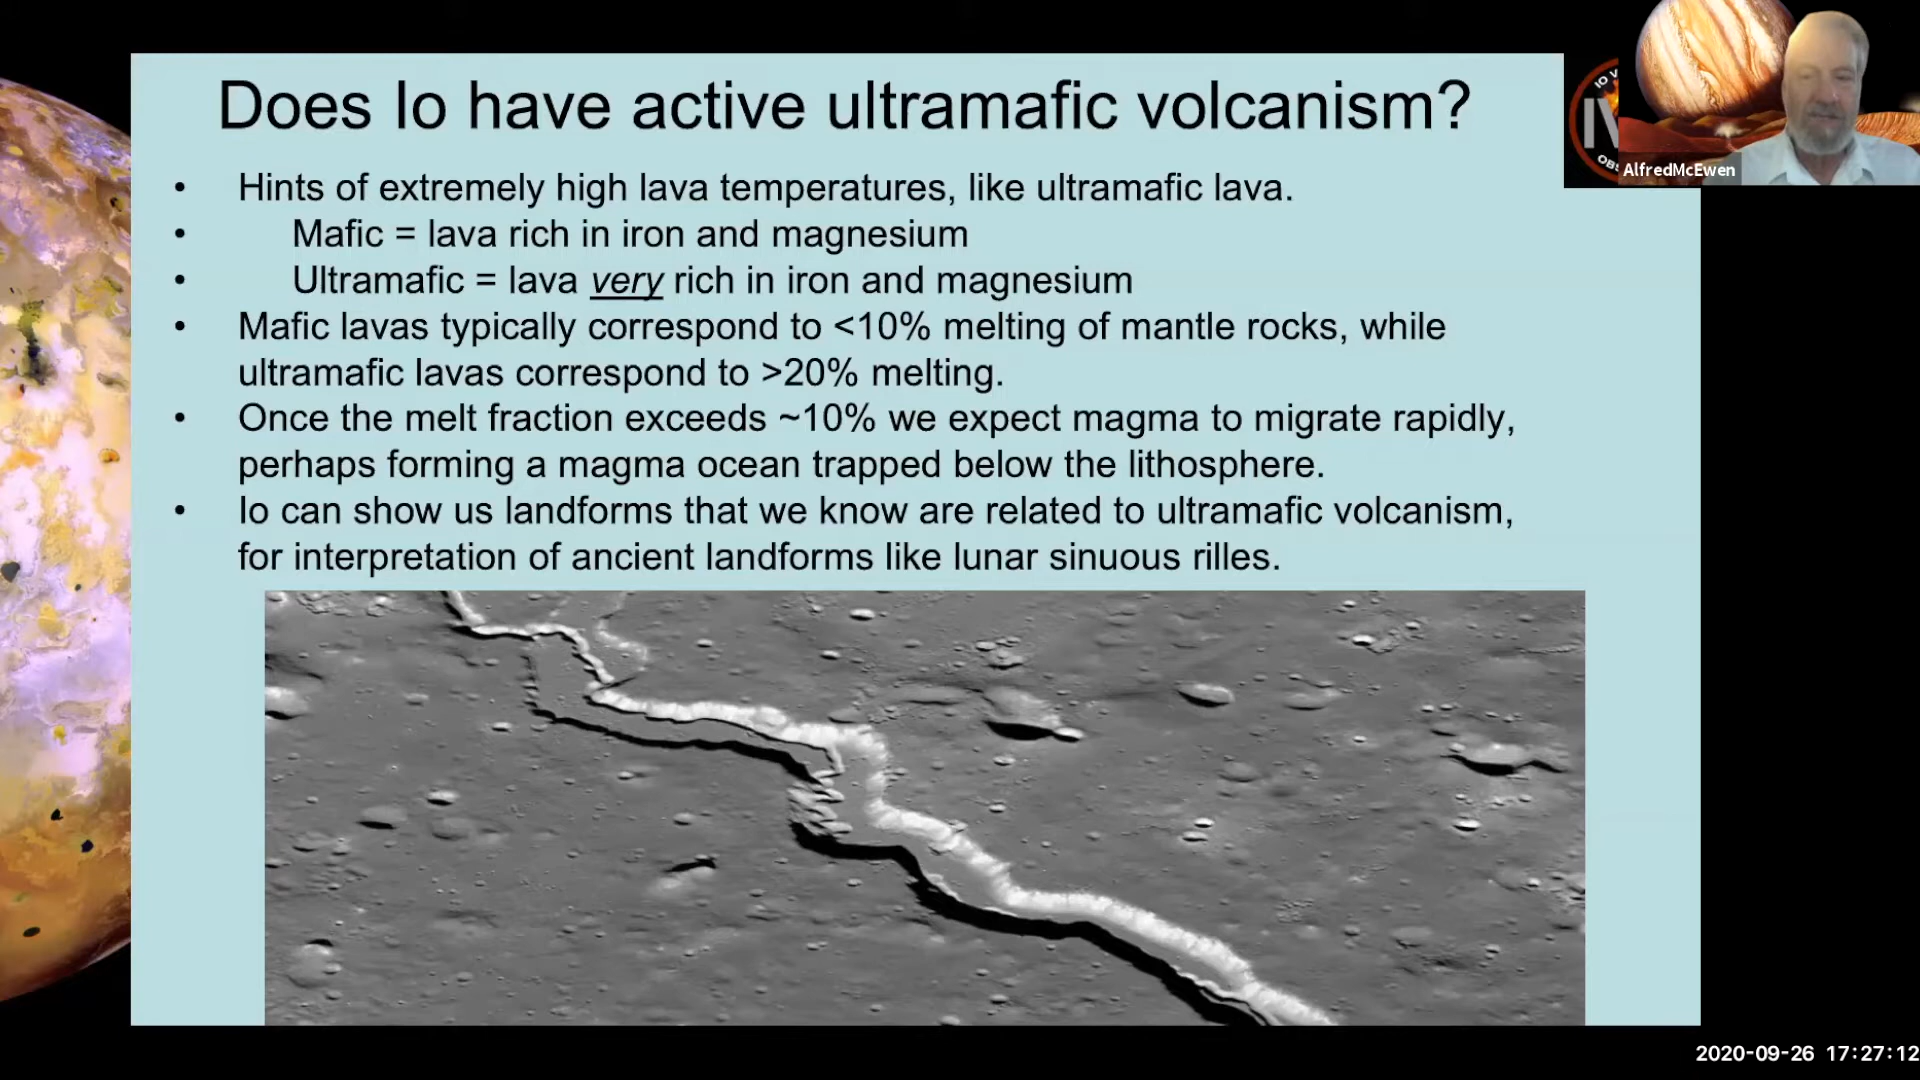 Does Io have active ultramafic volcanism?
• Hints of extremely high lava temperatures, like ultramafic lava.
• Mafic = lava rich in iron and magnesium
• Ultramafic = lava very rich in iron and magnesium
• Mafic lavas typically correspond to <10% melting of mantle rocks, while
ultramafic lavas correspond to >20% melting.
• Once the melt fraction exceeds ~10% we expect magma to migrate rapidly,
perhaps forming a magma ocean trapped below the lithosphere.
• Io can show us landforms that we know are related to ultramafic volcanism,
for interpretation of ancient landforms like lunar sinuous rilles.
IO V
IV
OBS
AlfredMcEwen
2020-09-26 17:27:12